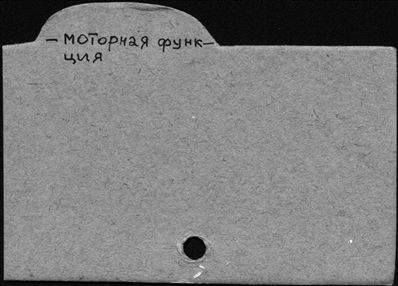 – моторная функ–
ция